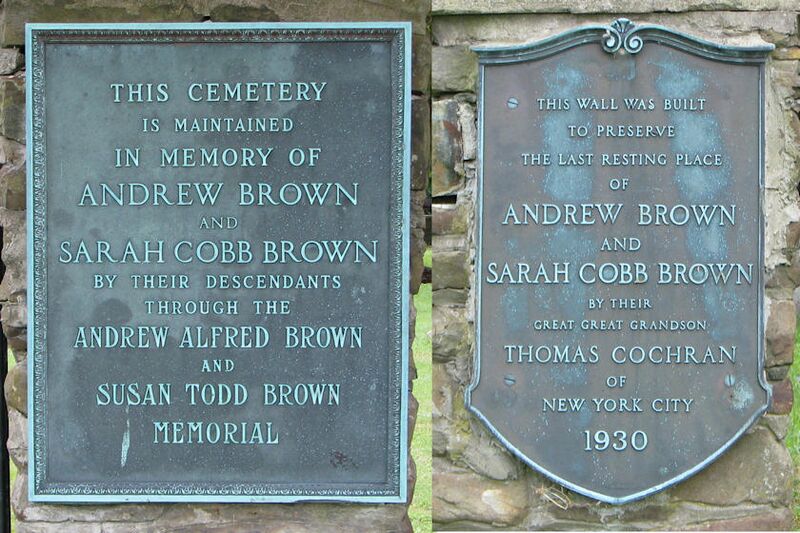 THIS CEMETERY
IS MAINTAINED
IN MEMORY OF
ANDREW BROWN
AND
SARAH COBB BROWN
BY THEIR DESCENDANTS
THROUGH THE
ANDREW ALFRED BROWN
AND
SUSAN TODD BROWN
MEMORIAL
THIS WALL WAS BUILT
TO PRESERVE
THE LAST RESTING PLACE
OF
ANDREW BROWN
AND
SARAH COBB BROWN
BY THEIR
GREAT GREAT GRANDSON
THOMAS COCHRAN
OF
NEW YORK CITY
1930